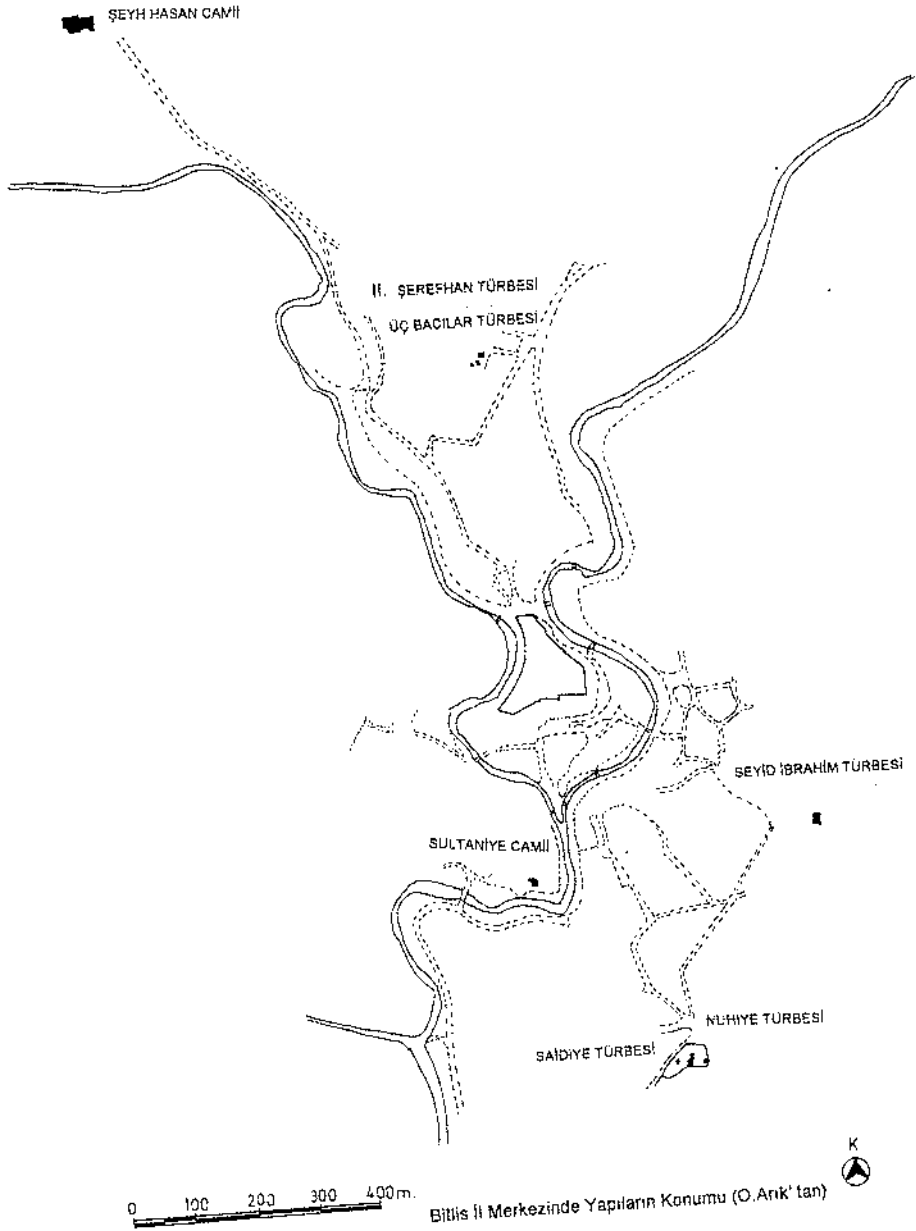 ŞEYH HASAN CAMİİ
II. ŞEREFHAN TÜRBESİ
ÜÇ BACILAR TÜRBESİ
SEYİD İBRAHİM TÜRBESİ
SULTANİYE CAMİİ
NUHİYE TÜRBESİ
SAİDİYE TÜRBESİ
K
0 100 200 300 400 m.
Bitlis İl Merkezinde Yapıların Konumu (O.Arık' tan)